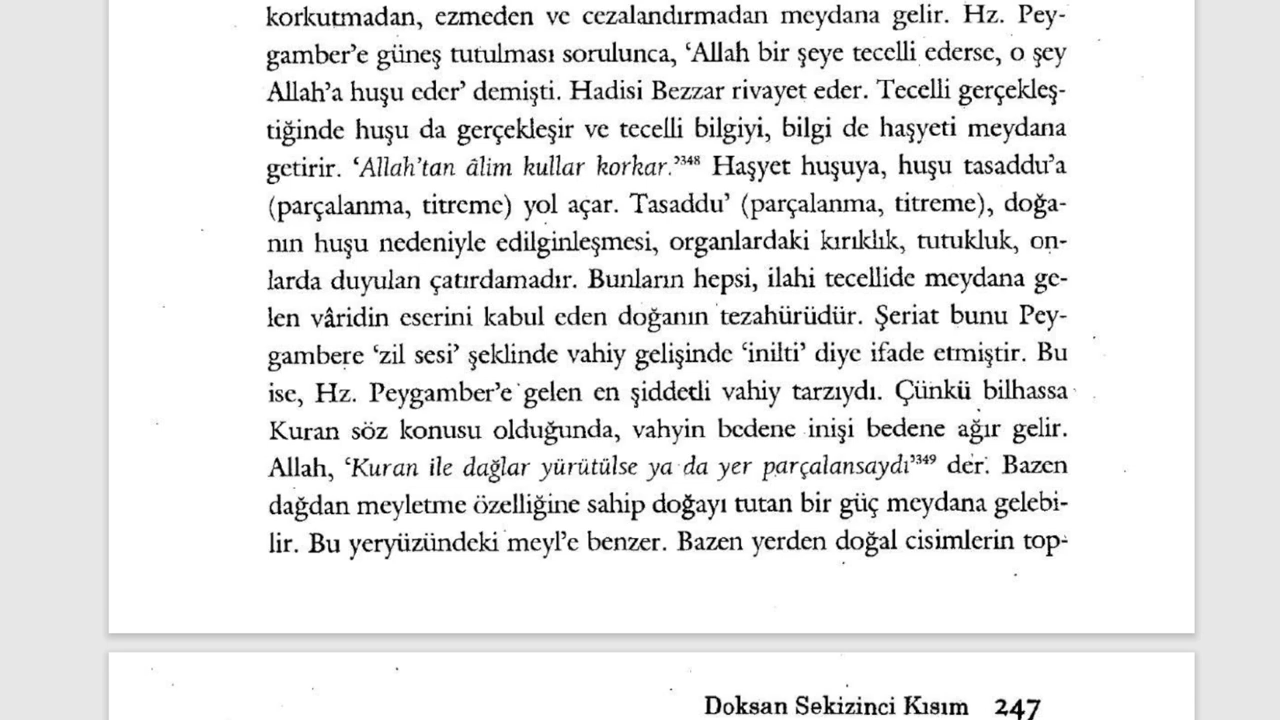 korkutmadan, ezmeden ve cezalandırmadan meydana gelir. Hz. Pey-
gamber’e güneş tutulması sorulunca, ‘Allah bir şeye tecelli ederse, o şey
Allah’a huşu eder’ demişti. Hadisi Bezzar rivayet eder. Tecelli gerçekleş-
tiğinde huşu da gerçekleşir ve tecelli bilgiyi, bilgi de haşyeti meydana
getirir. ‘Allah’tan âlim kullar korkar.’³⁴⁸ Haşyet huşuya, huşu tasaddu’a
(parçalanma, titreme) yol açar. Tasaddu’ (parçalanma, titreme), doğa-
nın huşu nedeniyle edilginleşmesi, organlardaki kırıklık, tutukluk, on-
larda duyulan çatırdamadır. Bunların hepsi, ilahi tecellide meydana ge-
len vâridin eserini kabul eden doğanın tezahürüdür. Şeriat bunu Pey-
gambere ‘zil sesi’ şeklinde vahiy gelişinde ‘inilti’ diye ifade etmiştir. Bu
ise, Hz. Peygamber’e gelen en şiddetli vahiy tarzıydı. Çünkü bilhassa
Kuran söz konusu olduğunda, vahyin bedene inişi bedene ağır gelir.
Allah, ‘Kuran ile dağlar yürütülse ya da yer parçalansaydı’³⁴⁹ der. Bazen
dağdan meyletme özelliğine sahip doğayı tutan bir güç meydana gelebi-
lir. Bu yeryüzündeki meyl’e benzer. Bazen yerden doğal cisimlerin top-
Doksan Sekizinci Kısım 247